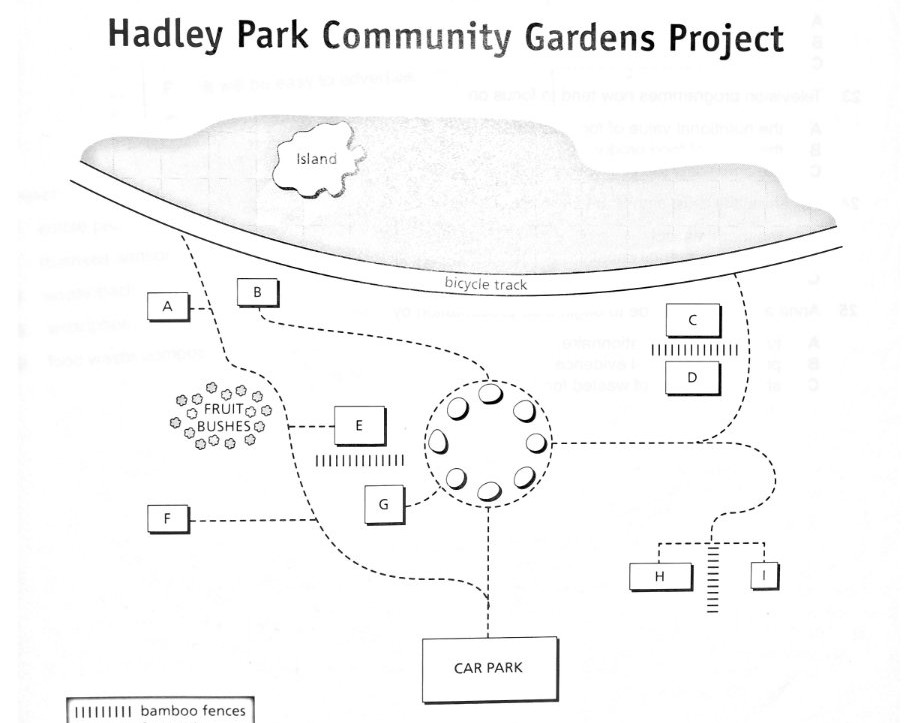 Hadley Park Community Gardens Project
Island
bicycle track
A
B
C
D
FRUIT
BUSHES
E
G
F
H
I
CAR PARK
bamboo fences